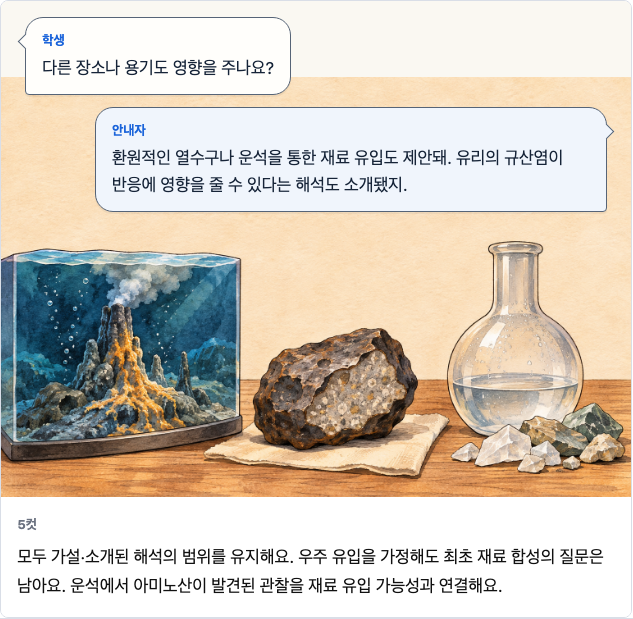 학생
다른 장소나 용기도 영향을 주나요?
안내자
환원적인 열수구나 운석을 통한 재료 유입도 제안돼. 유리의 규산염이
반응에 영향을 줄 수 있다는 해석도 소개됐지.
5컷
모두 가설·소개된 해석의 범위를 유지해요. 우주 유입을 가정해도 최초 재료 합성의 질문은
남아요. 운석에서 아미노산이 발견된 관찰을 재료 유입 가능성과 연결해요.